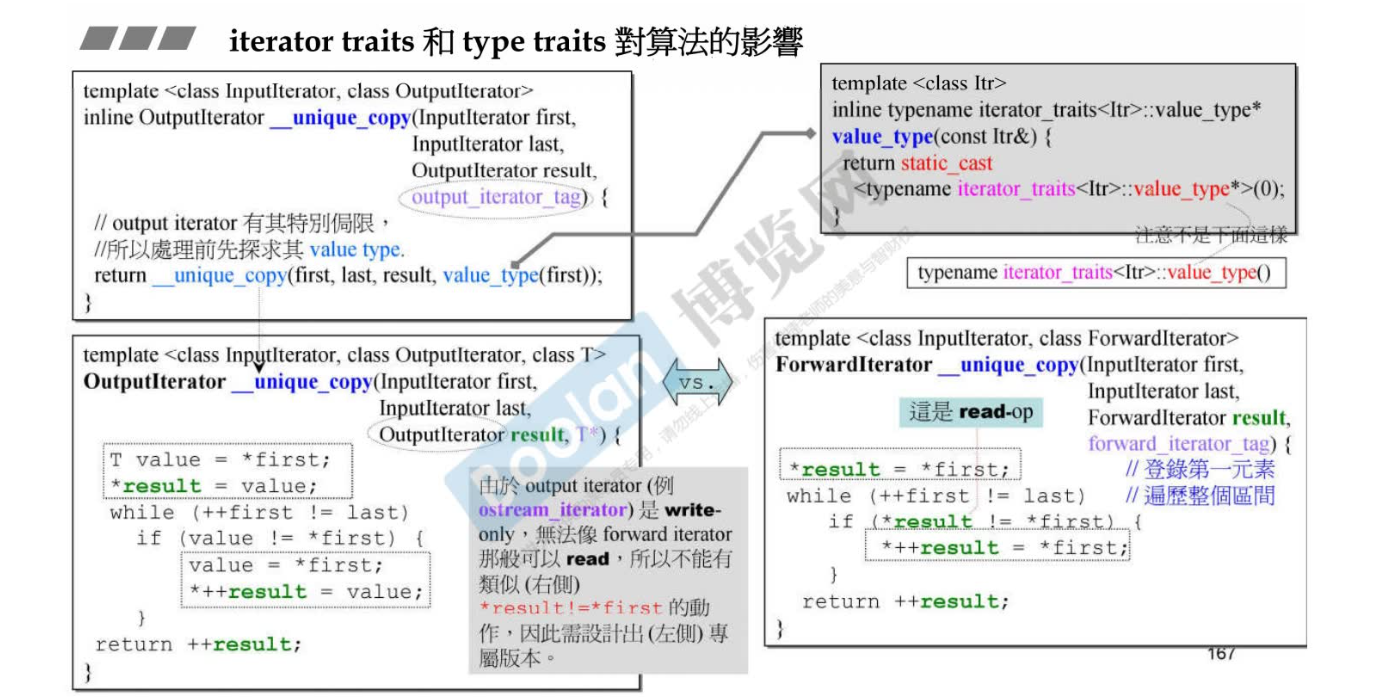 iterator traits 和 type traits 對算法的影響
template <class InputIterator, class OutputIterator>
inline OutputIterator __unique_copy(InputIterator first,
InputIterator last,
OutputIterator result,
output_iterator_tag) {
// output iterator 有其特別侷限，
//所以處理前先探求其 value type.
return __unique_copy(first, last, result, value_type(first));
}
template <class Itr>
inline typename iterator_traits<Itr>::value_type*
value_type(const Itr&) {
return static_cast
<typename iterator_traits<Itr>::value_type*>(0);
}
注意不是下面這樣
typename iterator_traits<Itr>::value_type()
template <class InputIterator, class OutputIterator, class T>
OutputIterator __unique_copy(InputIterator first,
InputIterator last,
OutputIterator result, T*) {
T value = *first;
*result = value;
while (++first != last)
if (value != *first) {
value = *first;
*++result = value;
}
return ++result;
}
由於 output iterator (例
ostream_iterator) 是 write-
only，無法像 forward iterator
那般可以 read，所以不能有
類似 (右側)
*result!=*first 的動
作，因此需設計出 (左側) 專
屬版本。
vs.
template <class InputIterator, class ForwardIterator>
ForwardIterator __unique_copy(InputIterator first,
InputIterator last,
ForwardIterator result,
forward_iterator_tag) {
這是 read-op
*result = *first; // 登錄第一元素
while (++first != last) // 遍歷整個區間
if (*result != *first) {
*++result = *first;
}
return ++result;
}
167
Boolan 博览网